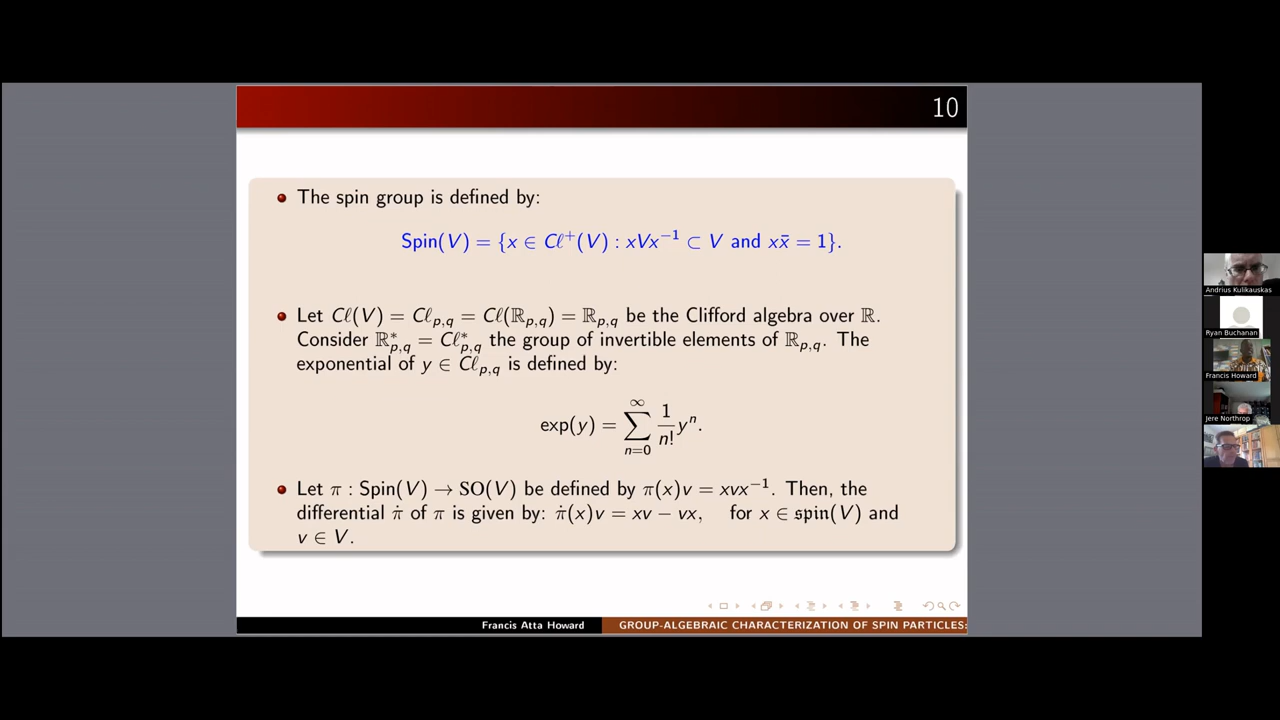 10
• The spin group is defined by:
Spin(V) = {x ∈ Cℓ⁺(V) : xVx⁻¹ ⊂ V and xx̄ = 1}.
• Let Cℓ(V) = Cℓ_{p,q} = Cℓ(ℝ_{p,q}) = ℝ_{p,q} be the Clifford algebra over ℝ.
Consider ℝ*_{p,q} = Cℓ*_{p,q} the group of invertible elements of ℝ_{p,q}. The
exponential of y ∈ Cℓ_{p,q} is defined by:
exp(y) = ∑_{n=0}^{∞} 1/n! yⁿ.
• Let π : Spin(V) → SO(V) be defined by π(x)v = xvx⁻¹. Then, the
differential π̇ of π is given by: π̇(x)v = xv − vx, for x ∈ 𝔰𝔭𝔦𝔫(V) and
v ∈ V.
Francis Atta Howard
GROUP-ALGEBRAIC CHARACTERIZATION OF SPIN PARTICLES:
Andrius Kulikauskas
Ryan Buchanan
Francis Howard
Jere Northrop